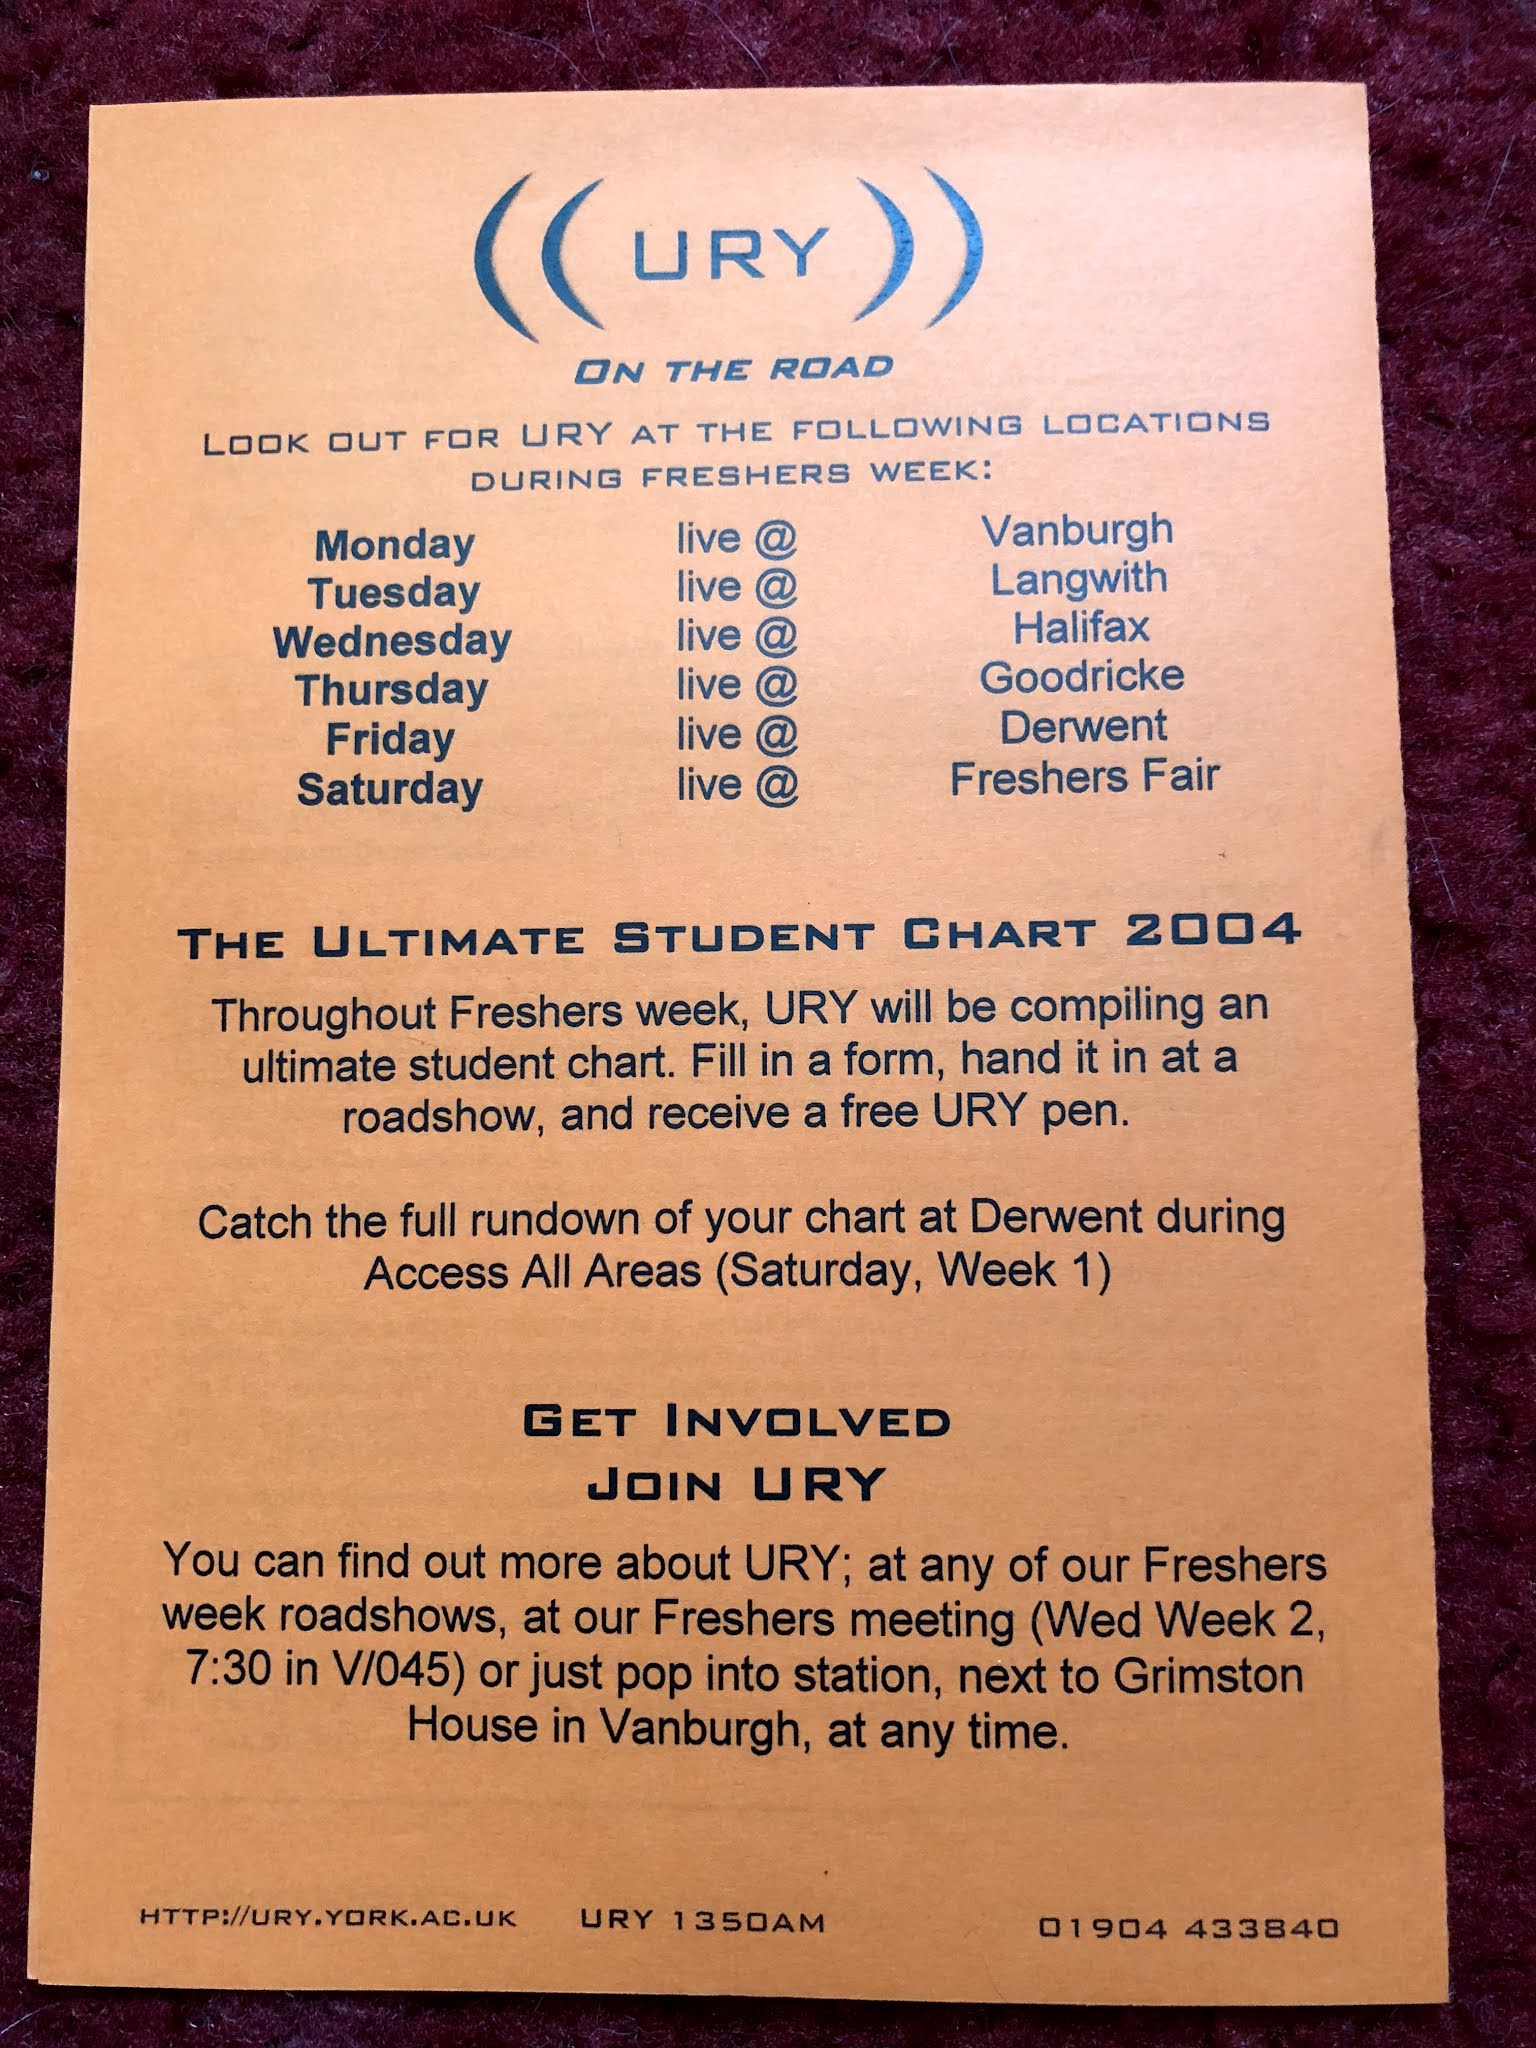 URY
On the road
Look out for URY at the following locations
during freshers week:
Monday live @ Vanburgh
Tuesday live @ Langwith
Wednesday live @ Halifax
Thursday live @ Goodricke
Friday live @ Derwent
Saturday live @ Freshers Fair
The Ultimate Student Chart 2004
Throughout Freshers week, URY will be compiling an
ultimate student chart. Fill in a form, hand it in at a
roadshow, and receive a free URY pen.
Catch the full rundown of your chart at Derwent during
Access All Areas (Saturday, Week 1)
Get Involved
Join URY
You can find out more about URY; at any of our Freshers
week roadshows, at our Freshers meeting (Wed Week 2,
7:30 in V/045) or just pop into station, next to Grimston
House in Vanburgh, at any time.
http://ury.york.ac.uk URY 1350AM 01904 433840